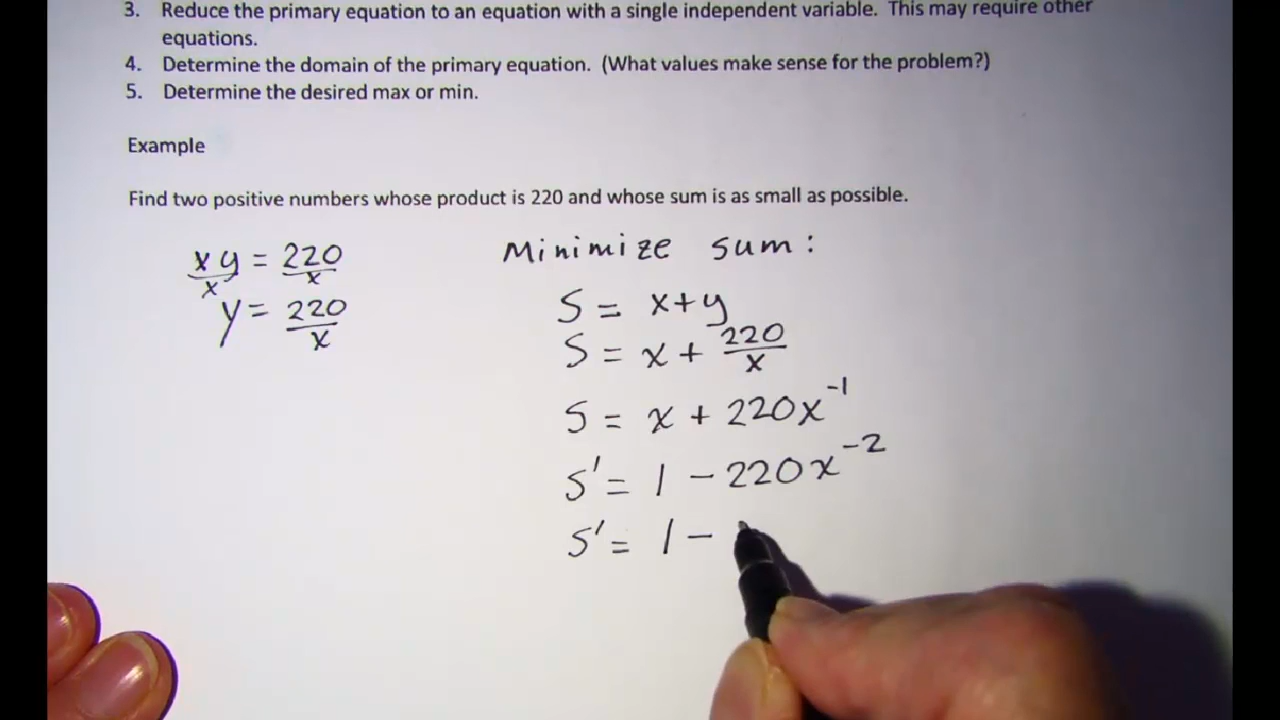 3. Reduce the primary equation to an equation with a single independent variable. This may require other
equations.
4. Determine the domain of the primary equation. (What values make sense for the problem?)
5. Determine the desired max or min.
Example
Find two positive numbers whose product is 220 and whose sum is as small as possible.
xy/x = 220/x
y = 220/x
Minimize sum:
S = x+y
S = x + 220/x
S = x + 220x⁻¹
S' = 1 - 220x⁻²
S' = 1 -